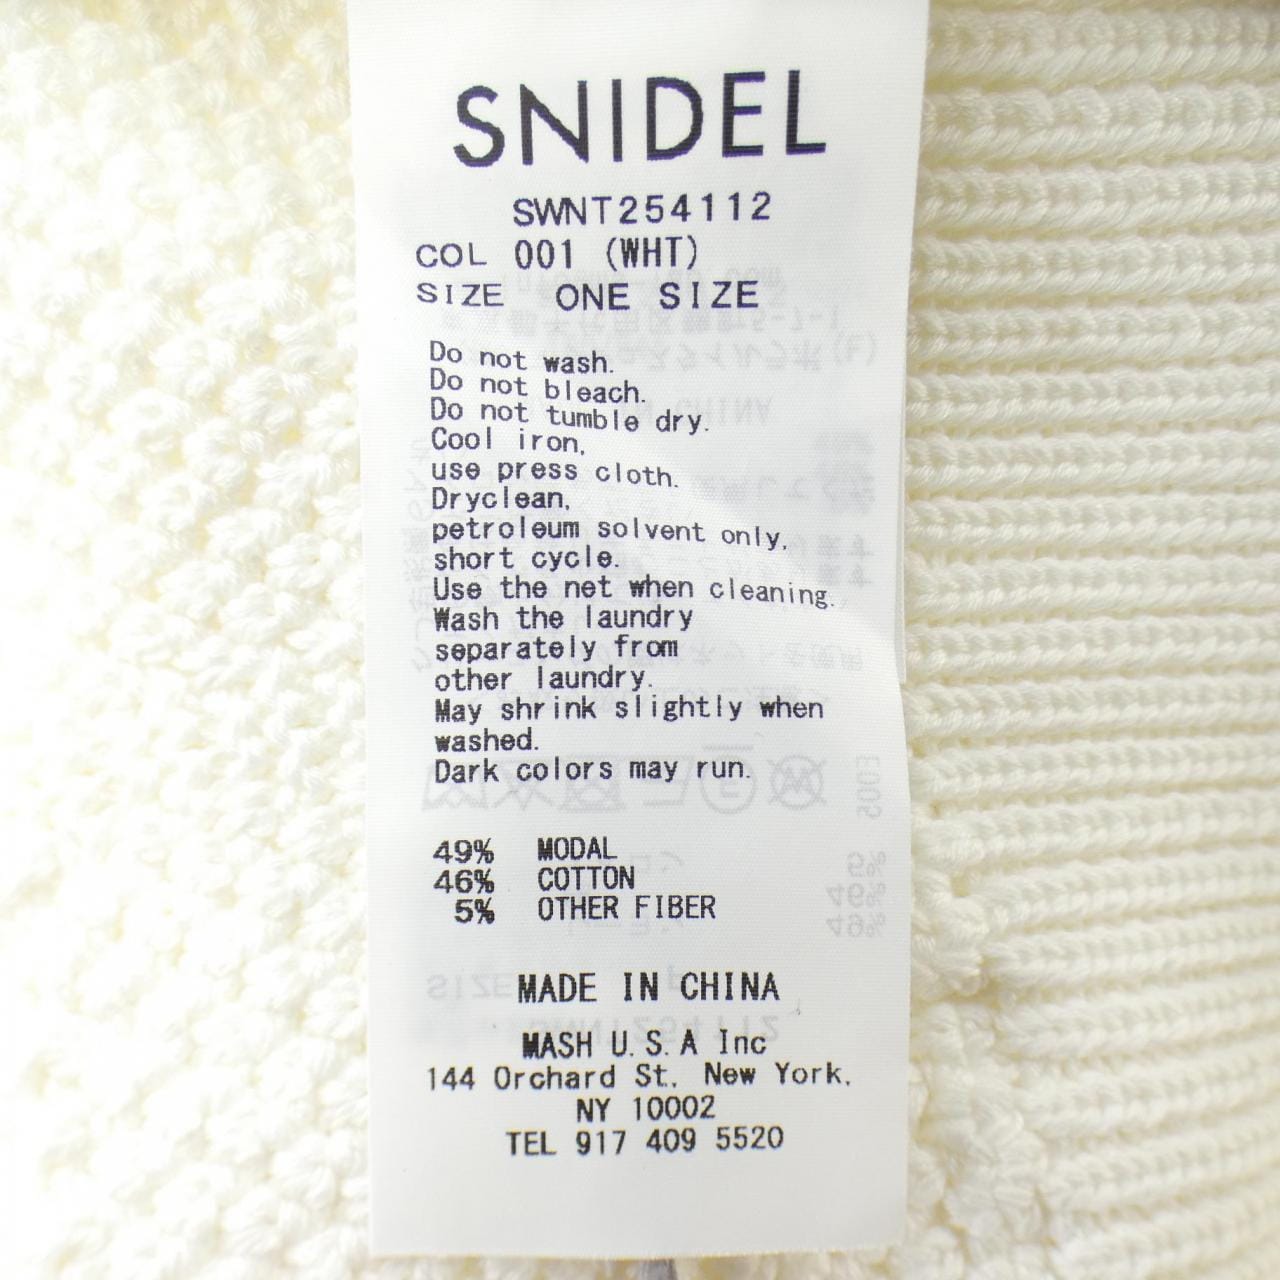 SNIDEL
SWNT254112
COL 001 (WHT)
SIZE ONE SIZE
Do not wash.
Do not bleach.
Do not tumble dry.
Cool iron,
use press cloth.
Dryclean,
petroleum solvent only,
short cycle.
Use the net when cleaning.
Wash the laundry
separately from
other laundry.
May shrink slightly when
washed.
Dark colors may run.
49% MODAL
46% COTTON
5% OTHER FIBER
MADE IN CHINA
MASH U.S.A Inc
144 Orchard St. New York,
NY 10002
TEL 917 409 5520